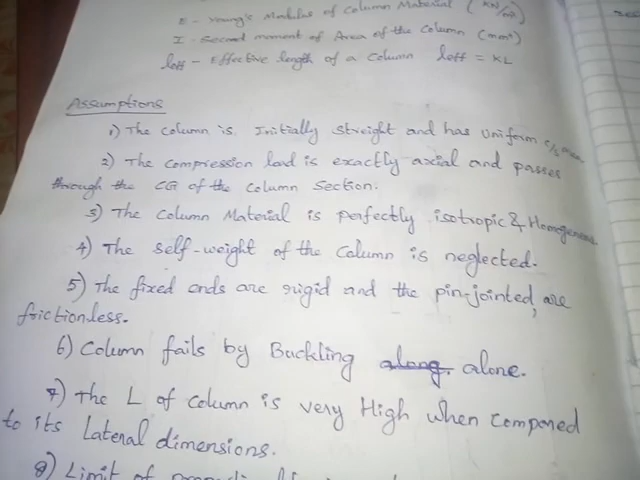 E - Young's Modulus of Column Material (KN/m²)
I - Second moment of Area of the Column (mm⁴)
leff - Effective length of a Column leff = KL
Assumptions
1) The column is Initially streight and has uniform c/s area
2) The compression load is exactly axial and passes
through the CG of the Column Section.
3) The Column Material is perfectly isotropic & Homogeneous
4) The self-weight of the Column is neglected.
5) The fixed ends are rigid and the pin-jointed, are
frictionless.
6) Column fails by Buckling along alone.
7) The L of Column is very High when Compared
to its Lateral dimensions.
8) Limit of